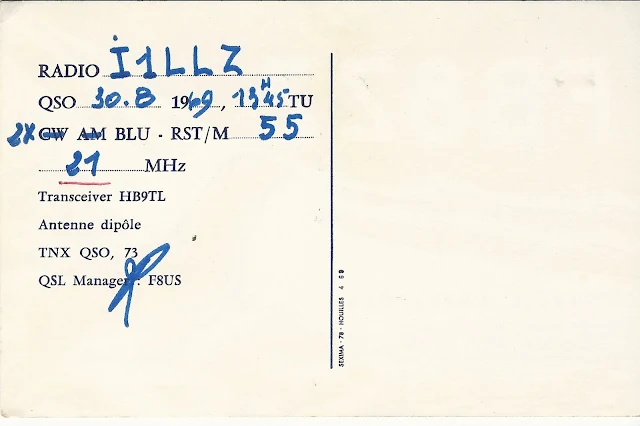 RADIO I1LLZ
QSO 30.8 1969, 13H45 TU
2X CW AM BLU - RST/M 55
21 MHz
Transceiver HB9TL
Antenne dipôle
TNX QSO, 73
QSL Manager : F8US
SEXIMA - 78 - HOUILLES 4 69